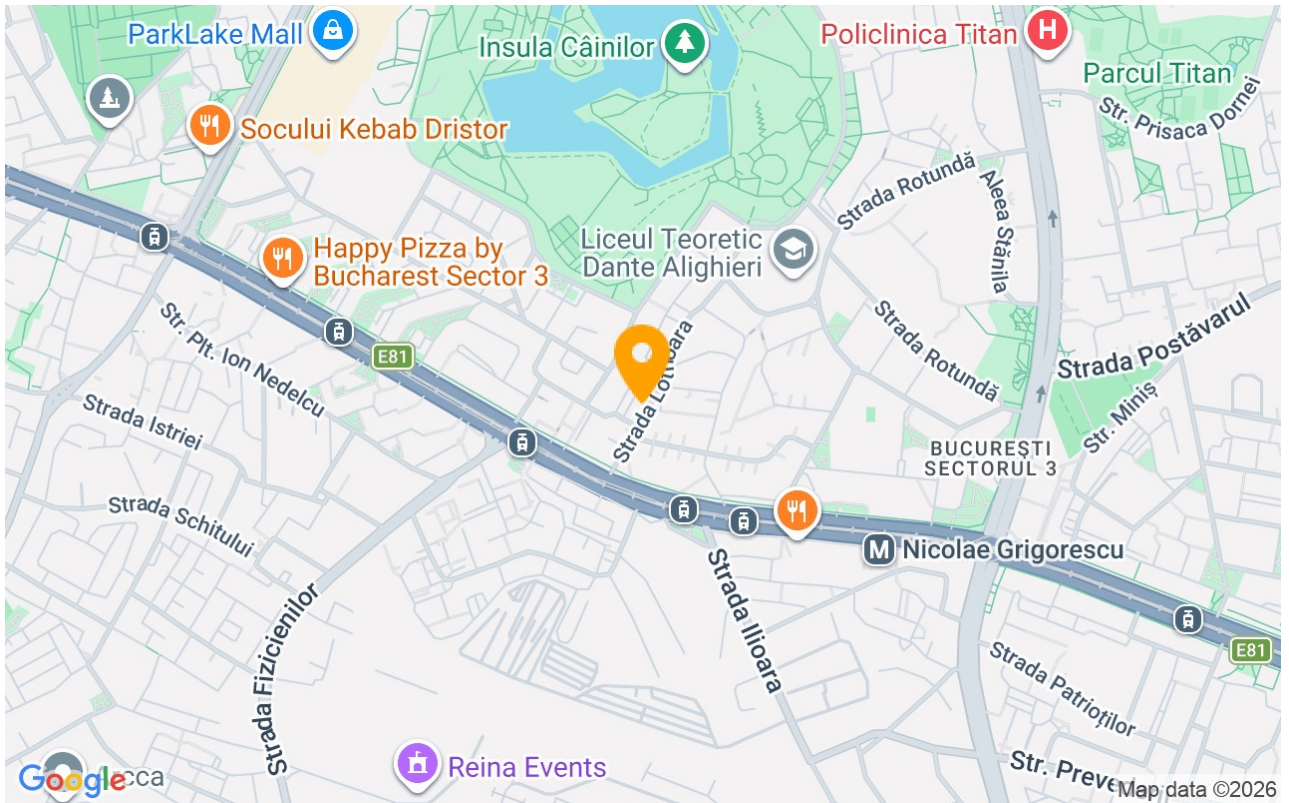 ParkLake Mall
Insula Câinilor
Policlinica Titan
H
Parcul Titan
Str. Prisaca Dornei
Socului Kebab Dristor
Strada Rotundă
Aleea Stănila
Liceul Teoretic
Dante Alighieri
Happy Pizza by
Bucharest Sector 3
Str. Plt. Ion Nedelcu
E81
Strada Rotundă
Strada Postăvarul
Strada
Str. Miniș
Strada Istriei
BUCUREȘTI
SECTORUL 3
Strada Schitului
M Nicolae Grigorescu
Strada Ilioara
Strada Fizicienilor
E81
Strada Patrioților
Reina Events
Str.
Google
Map data ©2026